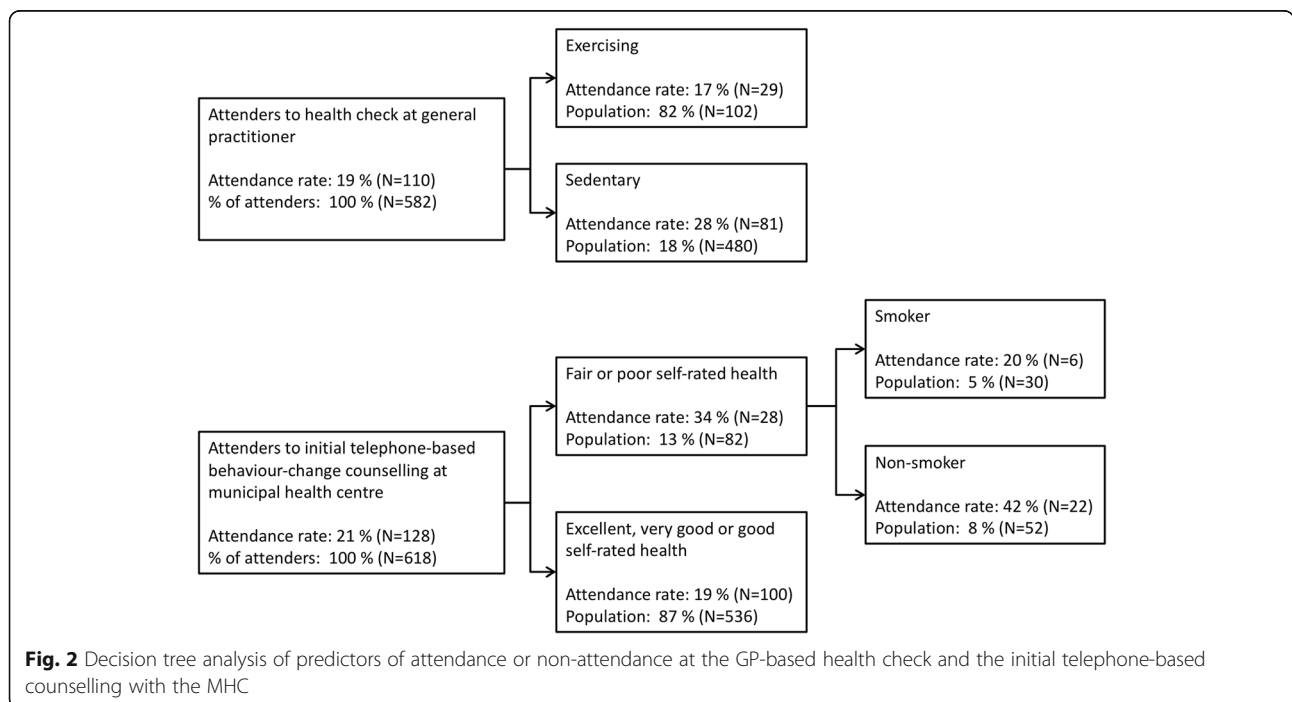 Attenders to health check at general
practitioner
Attendance rate: 19 % (N=110)
% of attenders: 100 % (N=582)
Exercising
Attendance rate: 17 % (N=29)
Population: 82 % (N=102)
Sedentary
Attendance rate: 28 % (N=81)
Population: 18 % (N=480)
Attenders to initial telephone-based
behaviour-change counselling at
municipal health centre
Attendance rate: 21 % (N=128)
% of attenders: 100 % (N=618)
Fair or poor self-rated health
Attendance rate: 34 % (N=28)
Population: 13 % (N=82)
Excellent, very good or good
self-rated health
Attendance rate: 19 % (N=100)
Population: 87 % (N=536)
Smoker
Attendance rate: 20 % (N=6)
Population: 5 % (N=30)
Non-smoker
Attendance rate: 42 % (N=22)
Population: 8 % (N=52)
Fig. 2 Decision tree analysis of predictors of attendance or non-attendance at the GP-based health check and the initial telephone-based
counselling with the MHC